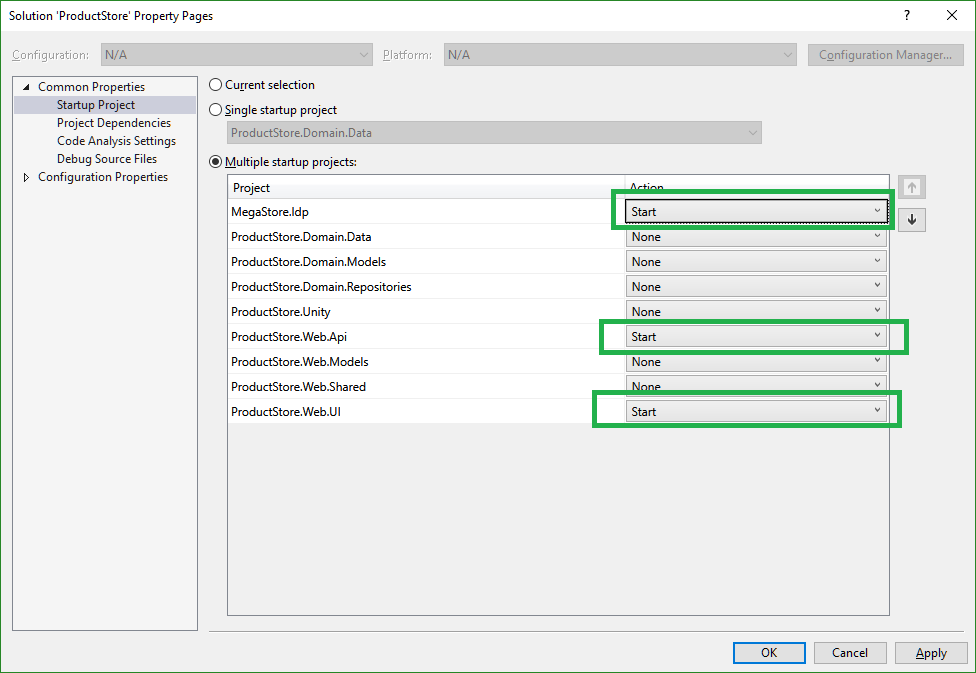 Solution 'ProductStore' Property Pages
?
Configuration: N/A Platform: N/A Configuration Manager...
Common Properties
Startup Project
Project Dependencies
Code Analysis Settings
Debug Source Files
Configuration Properties
Current selection
Single startup project
ProductStore.Domain.Data
Multiple startup projects:
Project Action
MegaStore.Idp Start
ProductStore.Domain.Data None
ProductStore.Domain.Models None
ProductStore.Domain.Repositories None
ProductStore.Unity None
ProductStore.Web.Api Start
ProductStore.Web.Models None
ProductStore.Web.Shared None
ProductStore.Web.UI Start
OK Cancel Apply